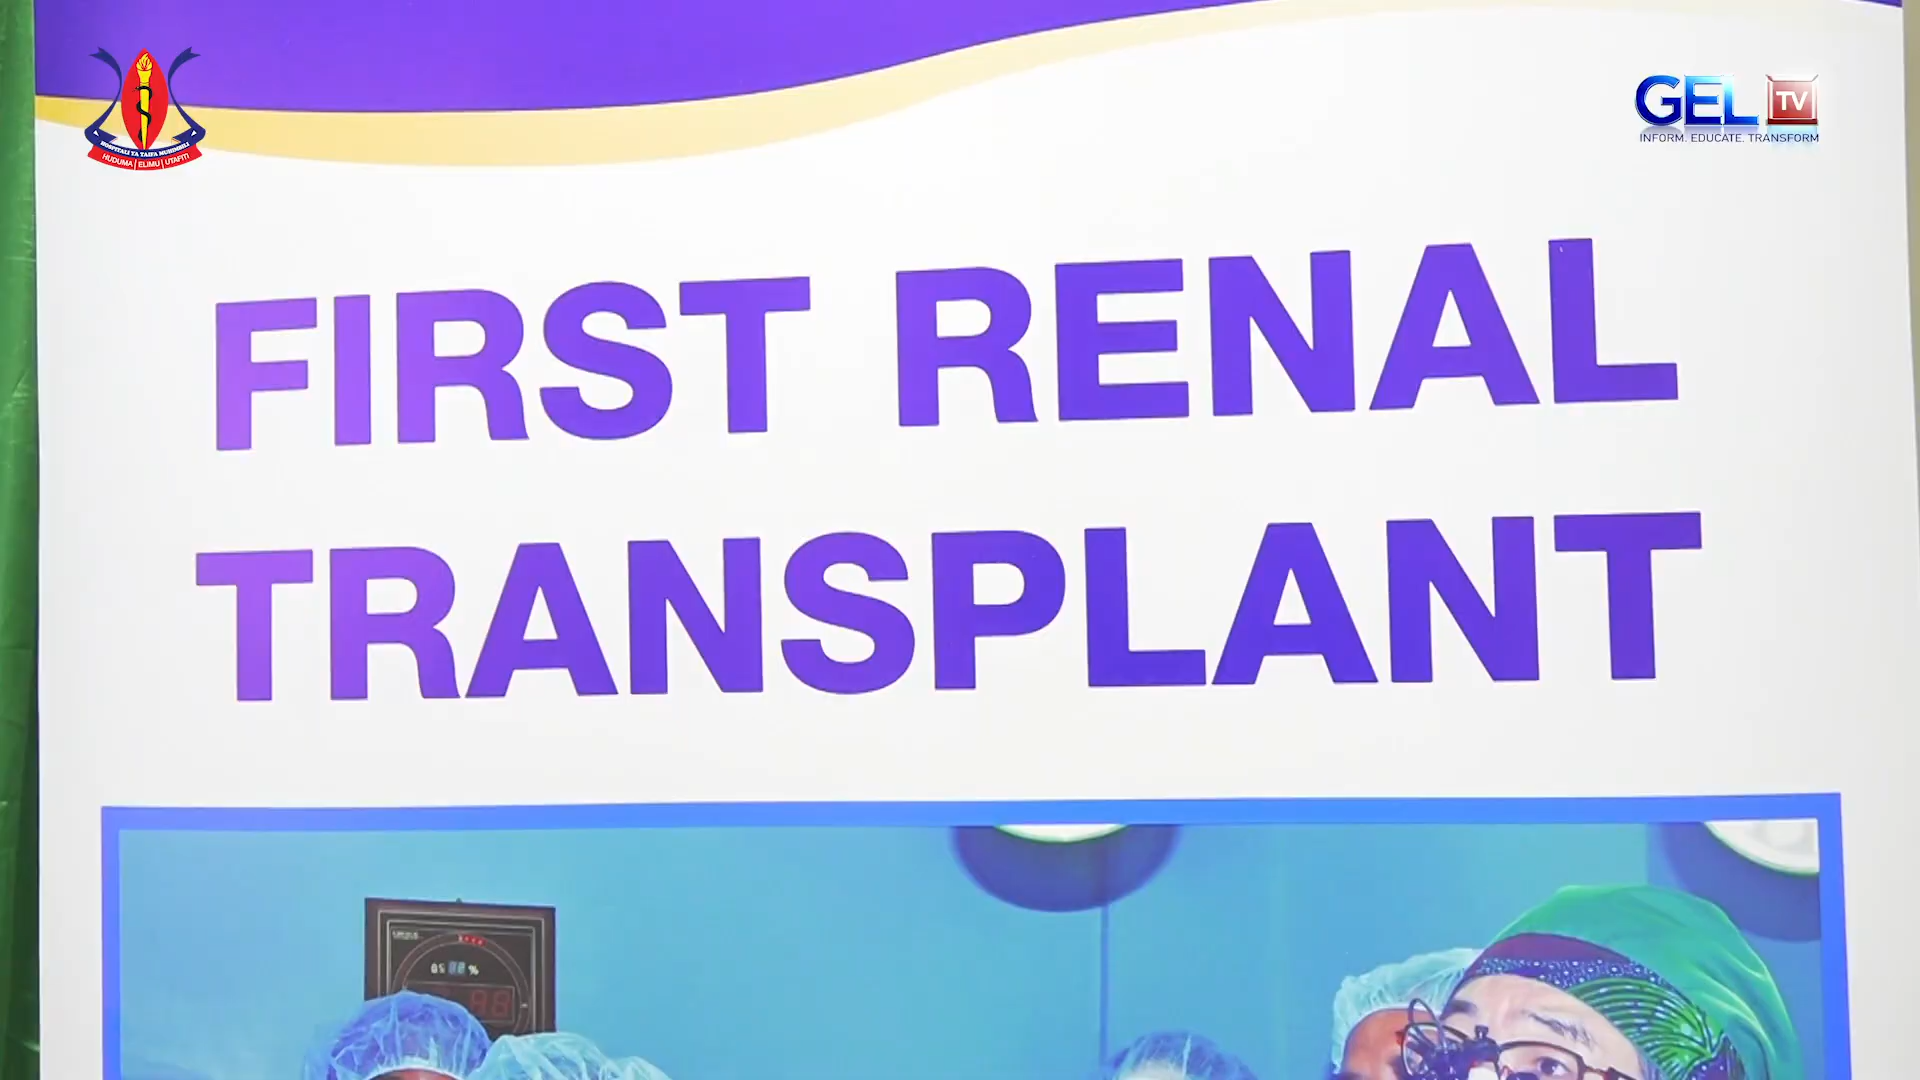 HOSPITALI YA TAIFA MUHIMBILI
HUDUMA | ELIMU | UTAFITI
GEL TV
INFORM. EDUCATE. TRANSFORM
FIRST RENAL
TRANSPLANT